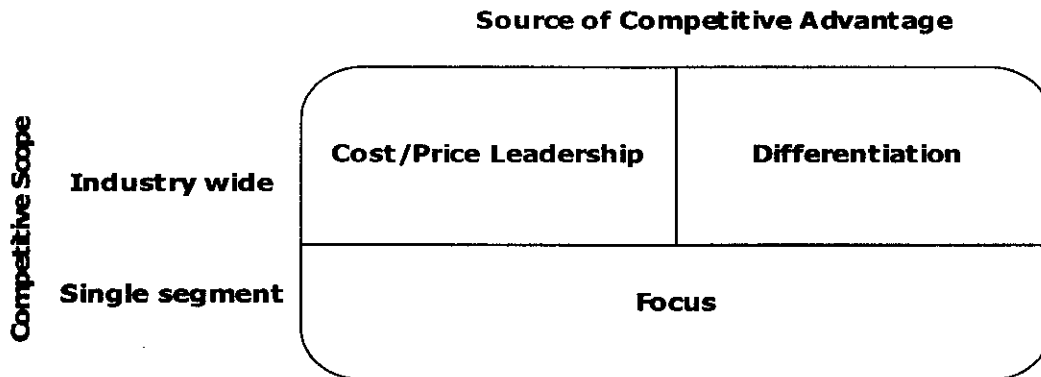 Source of Competitive Advantage
Competitive Scope
Industry wide
Cost/Price Leadership
Differentiation
Single segment
Focus